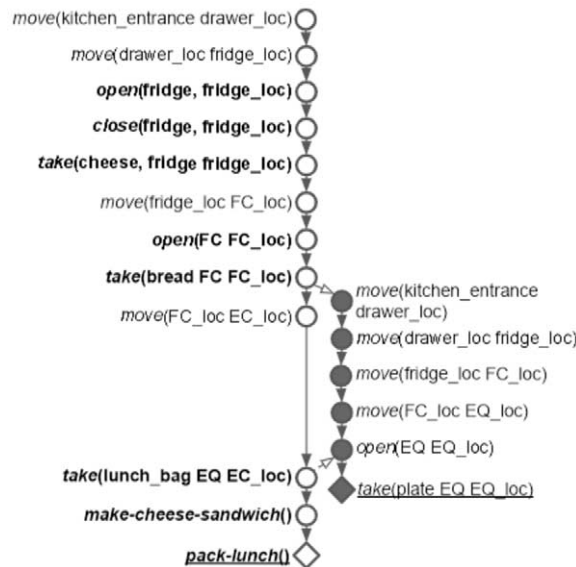 move(kitchen_entrance drawer_loc)
move(drawer_loc fridge_loc)
open(fridge, fridge_loc)
close(fridge, fridge_loc)
take(cheese, fridge fridge_loc)
move(fridge_loc FC_loc)
open(FC FC_loc)
take(bread FC FC_loc)
move(FC_loc EC_loc)
take(lunch_bag EQ EC_loc)
make-cheese-sandwich()
pack-lunch()
move(kitchen_entrance
drawer_loc)
move(drawer_loc fridge_loc)
move(fridge_loc FC_loc)
move(FC_loc EQ_loc)
open(EQ EQ_loc)
take(plate EQ EQ_loc)